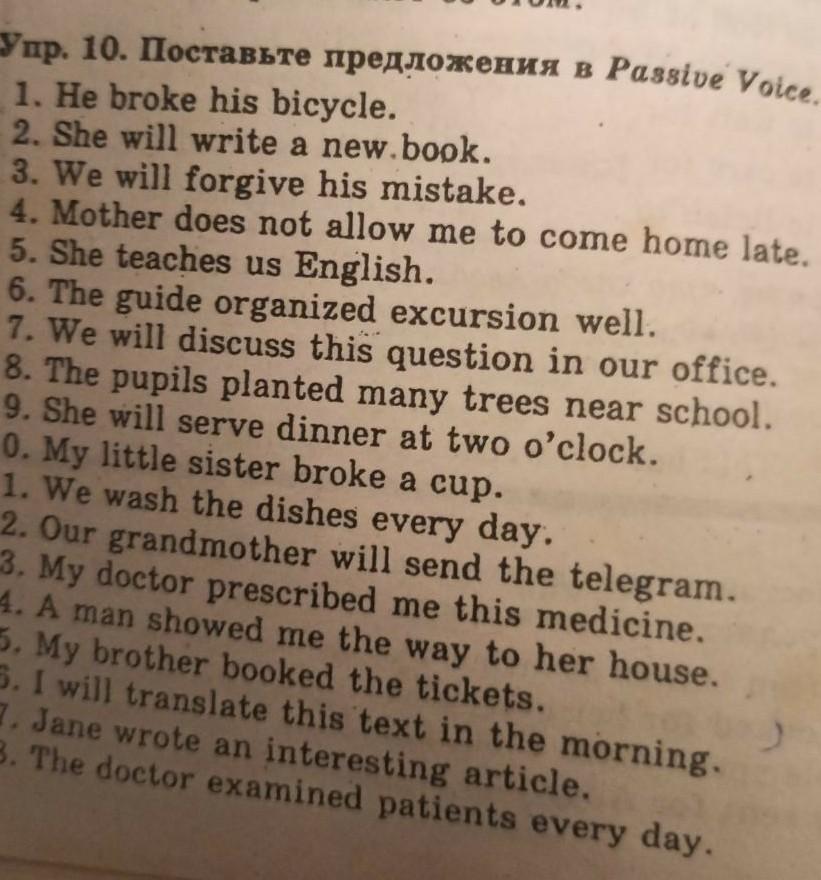 этом.
Упр. 10. Поставьте предложения в Passive Voice.
1. He broke his bicycle.
2. She will write a new book.
3. We will forgive his mistake.
4. Mother does not allow me to come home late.
5. She teaches us English.
6. The guide organized excursion well.
7. We will discuss this question in our office.
8. The pupils planted many trees near school.
9. She will serve dinner at two o'clock.
0. My little sister broke a cup.
1. We wash the dishes every day.
2. Our grandmother will send the telegram.
3. My doctor prescribed me this medicine.
4. A man showed me the way to her house.
5. My brother booked the tickets.
6. I will translate this text in the morning.
7. Jane wrote an interesting article.
8. The doctor examined patients every day.